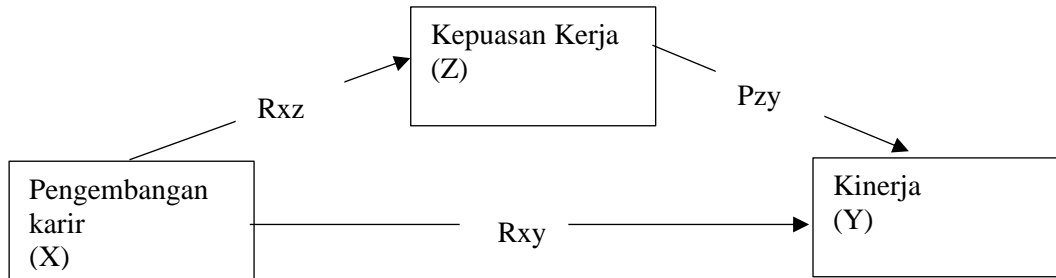 Kepuasan Kerja
(Z)
Rxz
Pzy
Pengembangan
karir
(X)
Rxy
Kinerja
(Y)